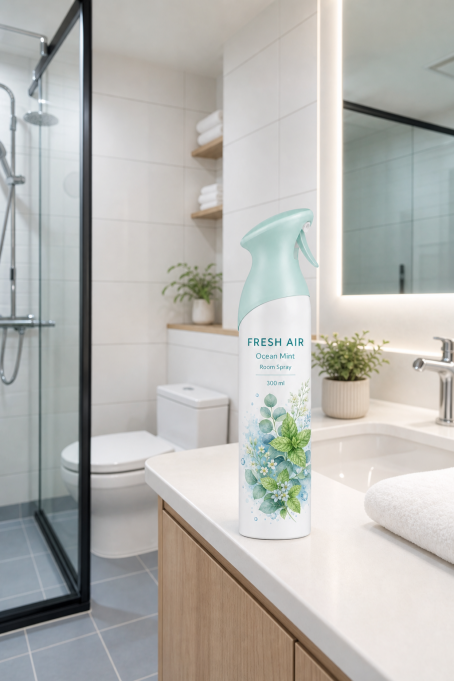 FRESH AIR
Ocean Mint
Room Spray
300 ml